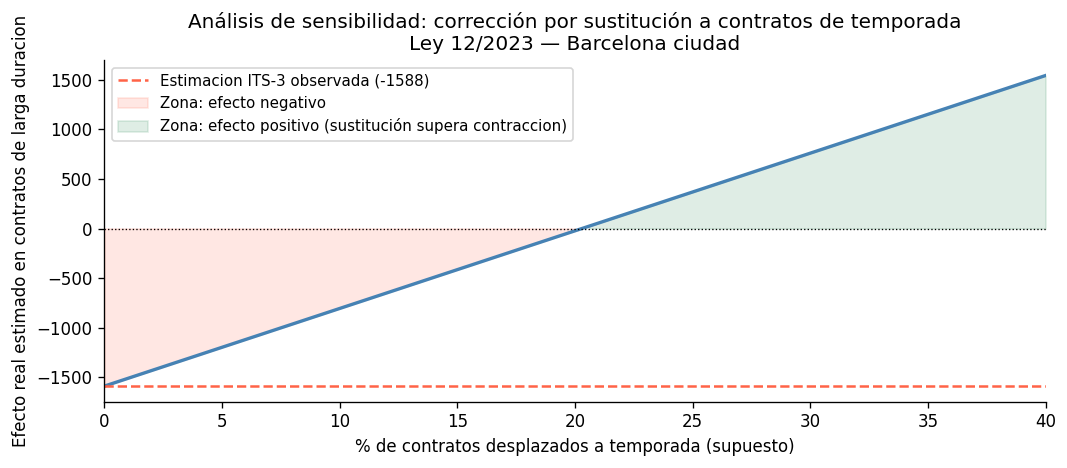 Análisis de sensibilidad: corrección por sustitución a contratos de temporada
Ley 12/2023 — Barcelona ciudad
Efecto real estimado en contratos de larga duracion
1500
1000
500
0
−500
−1000
−1500
Estimacion ITS-3 observada (-1588)
Zona: efecto negativo
Zona: efecto positivo (sustitución supera contraccion)
0 5 10 15 20 25 30 35 40
% de contratos desplazados a temporada (supuesto)